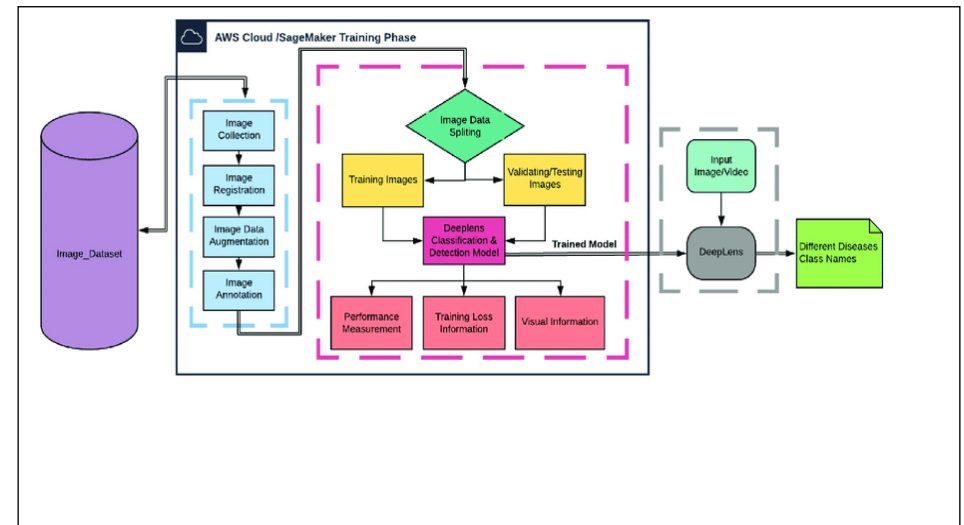 AWS Cloud /SageMaker Training Phase
Image_Dataset
Image
Collection
Image
Registration
Image Data
Augmentation
Image
Annotation
Image Data
Spliting
Training Images
Validating/Testing
Images
Deeplens
Classification &
Detection Model
Performance
Measurement
Training Loss
Information
Visual Information
Trained Model
Input
Image/Video
DeepLens
Different Diseases
Class Names